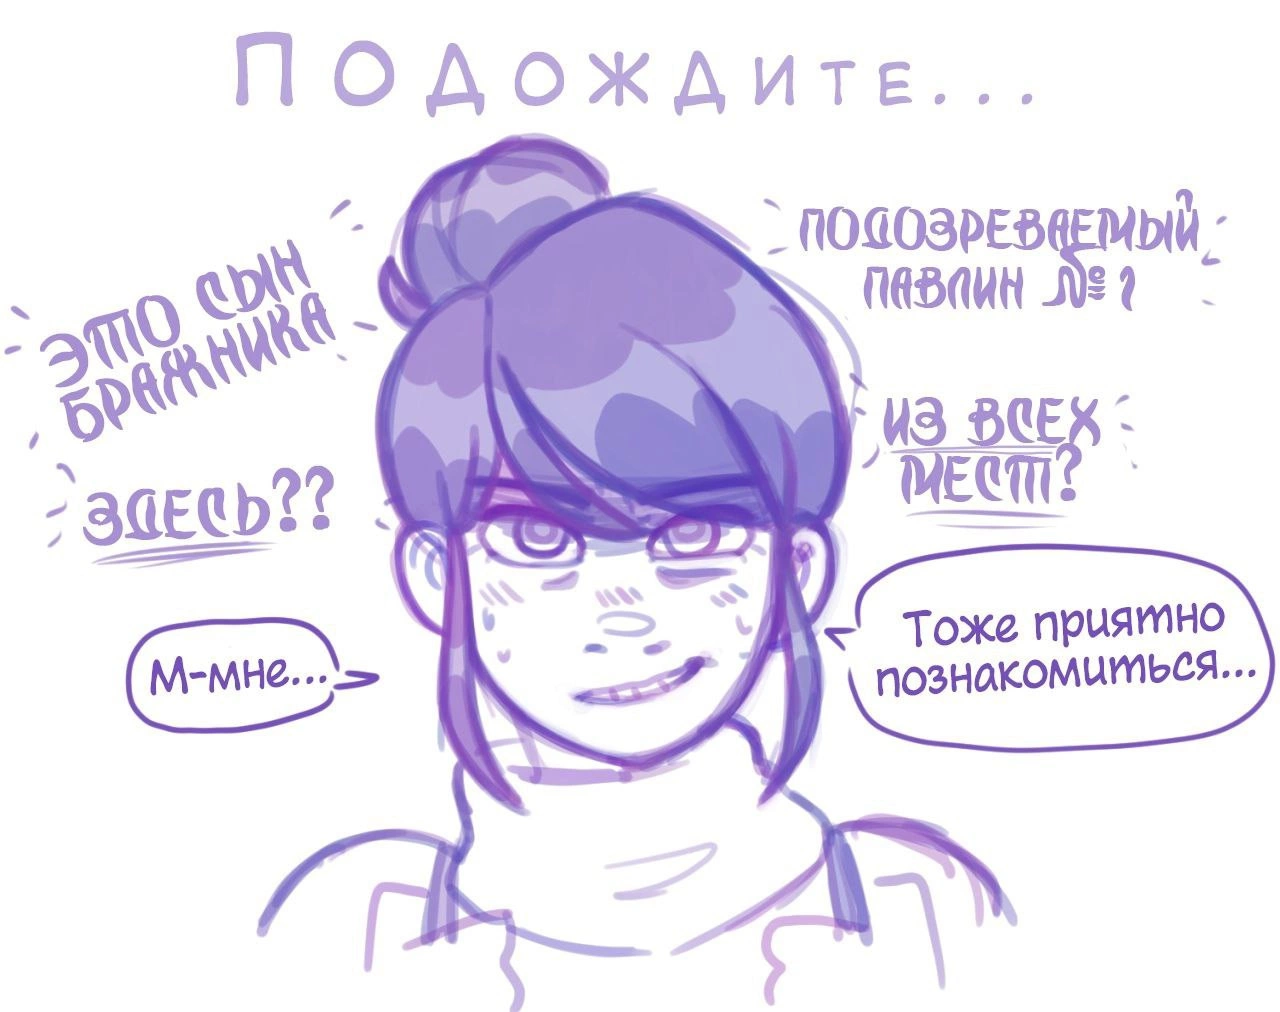 Подождите...
ЭТО СЫН
БРАЖНИКА
ЗДЕСЬ??
ПОДОЗРЕВАЕМЫЙ
ПАВЛИН №1
ИЗ ВСЕХ
МЕСТ?
М-мне...
Тоже приятно
познакомиться...